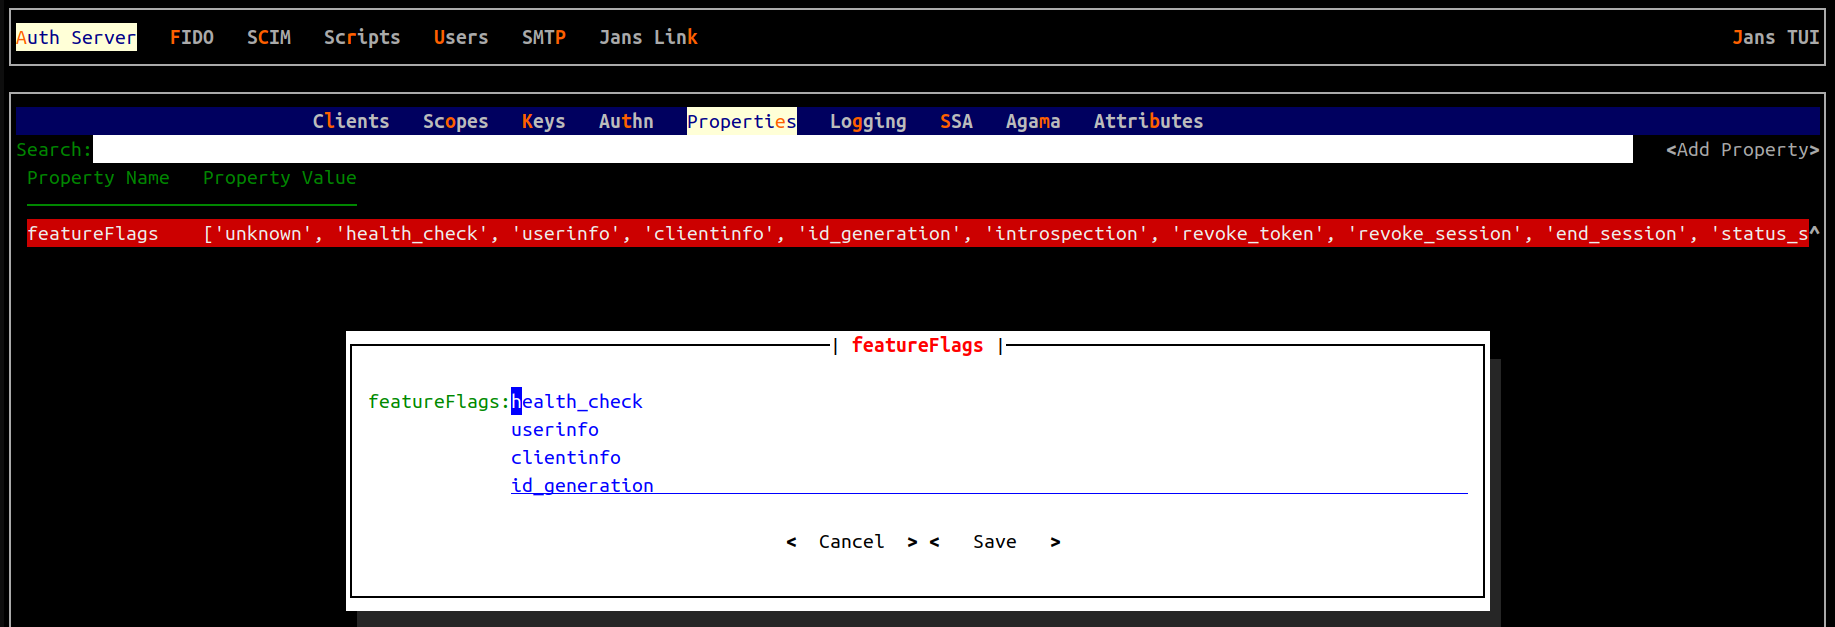 Auth Server   FIDO   SCIM   Scripts   Users   SMTP   Jans Link   Jans TUI
Clients   Scopes   Keys   Authn   Properties   Logging   SSA   Agama   Attributes
Search:   <Add Property>
Property Name   Property Value
featureFlags   ['unknown', 'health_check', 'userinfo', 'clientinfo', 'id_generation', 'introspection', 'revoke_token', 'revoke_session', 'end_session', 'status_s^
| featureFlags |
featureFlags:health_check
userinfo
clientinfo
id_generation
< Cancel > < Save >